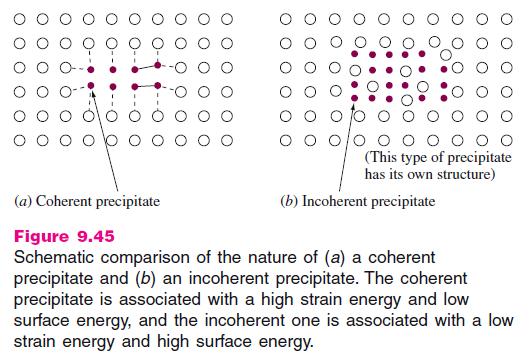 (This type of precipitate
has its own structure)
(a) Coherent precipitate
(b) Incoherent precipitate
Figure 9.45
Schematic comparison of the nature of (a) a coherent
precipitate and (b) an incoherent precipitate. The coherent
precipitate is associated with a high strain energy and low
surface energy, and the incoherent one is associated with a low
strain energy and high surface energy.